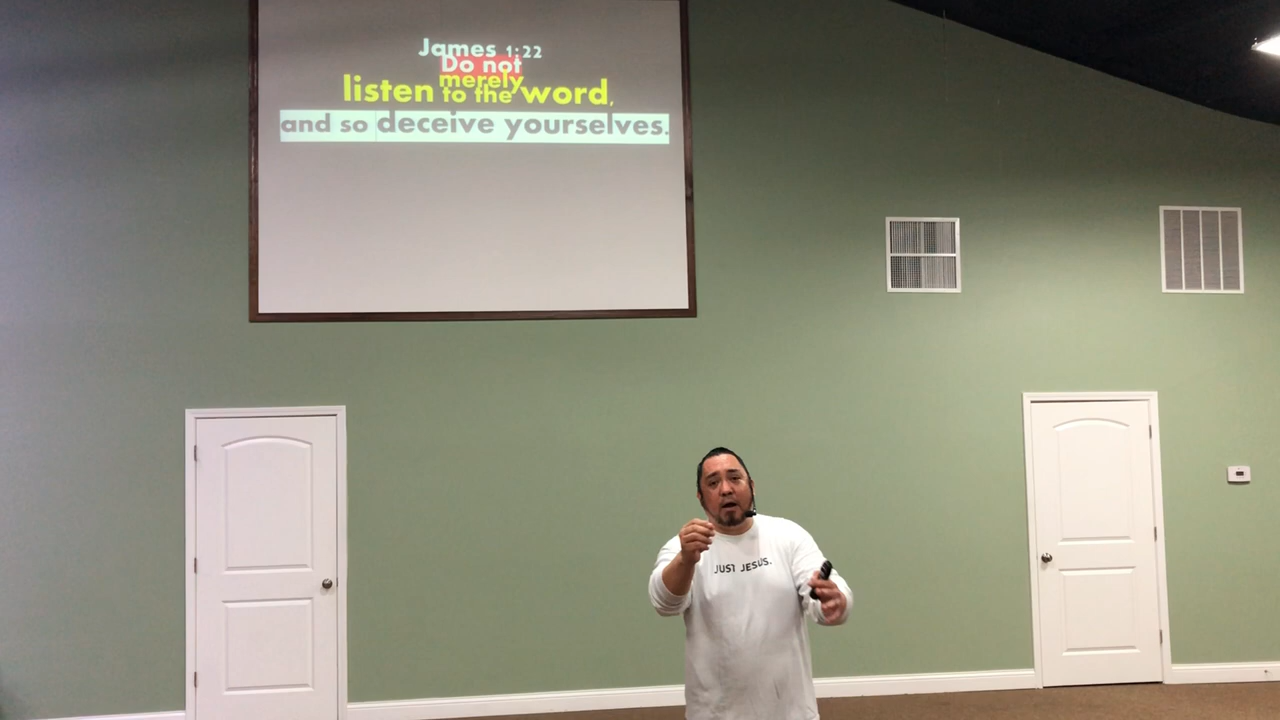 James 1:22
Do not
merely
listen to the word,
and so deceive yourselves.
JUST JESUS.